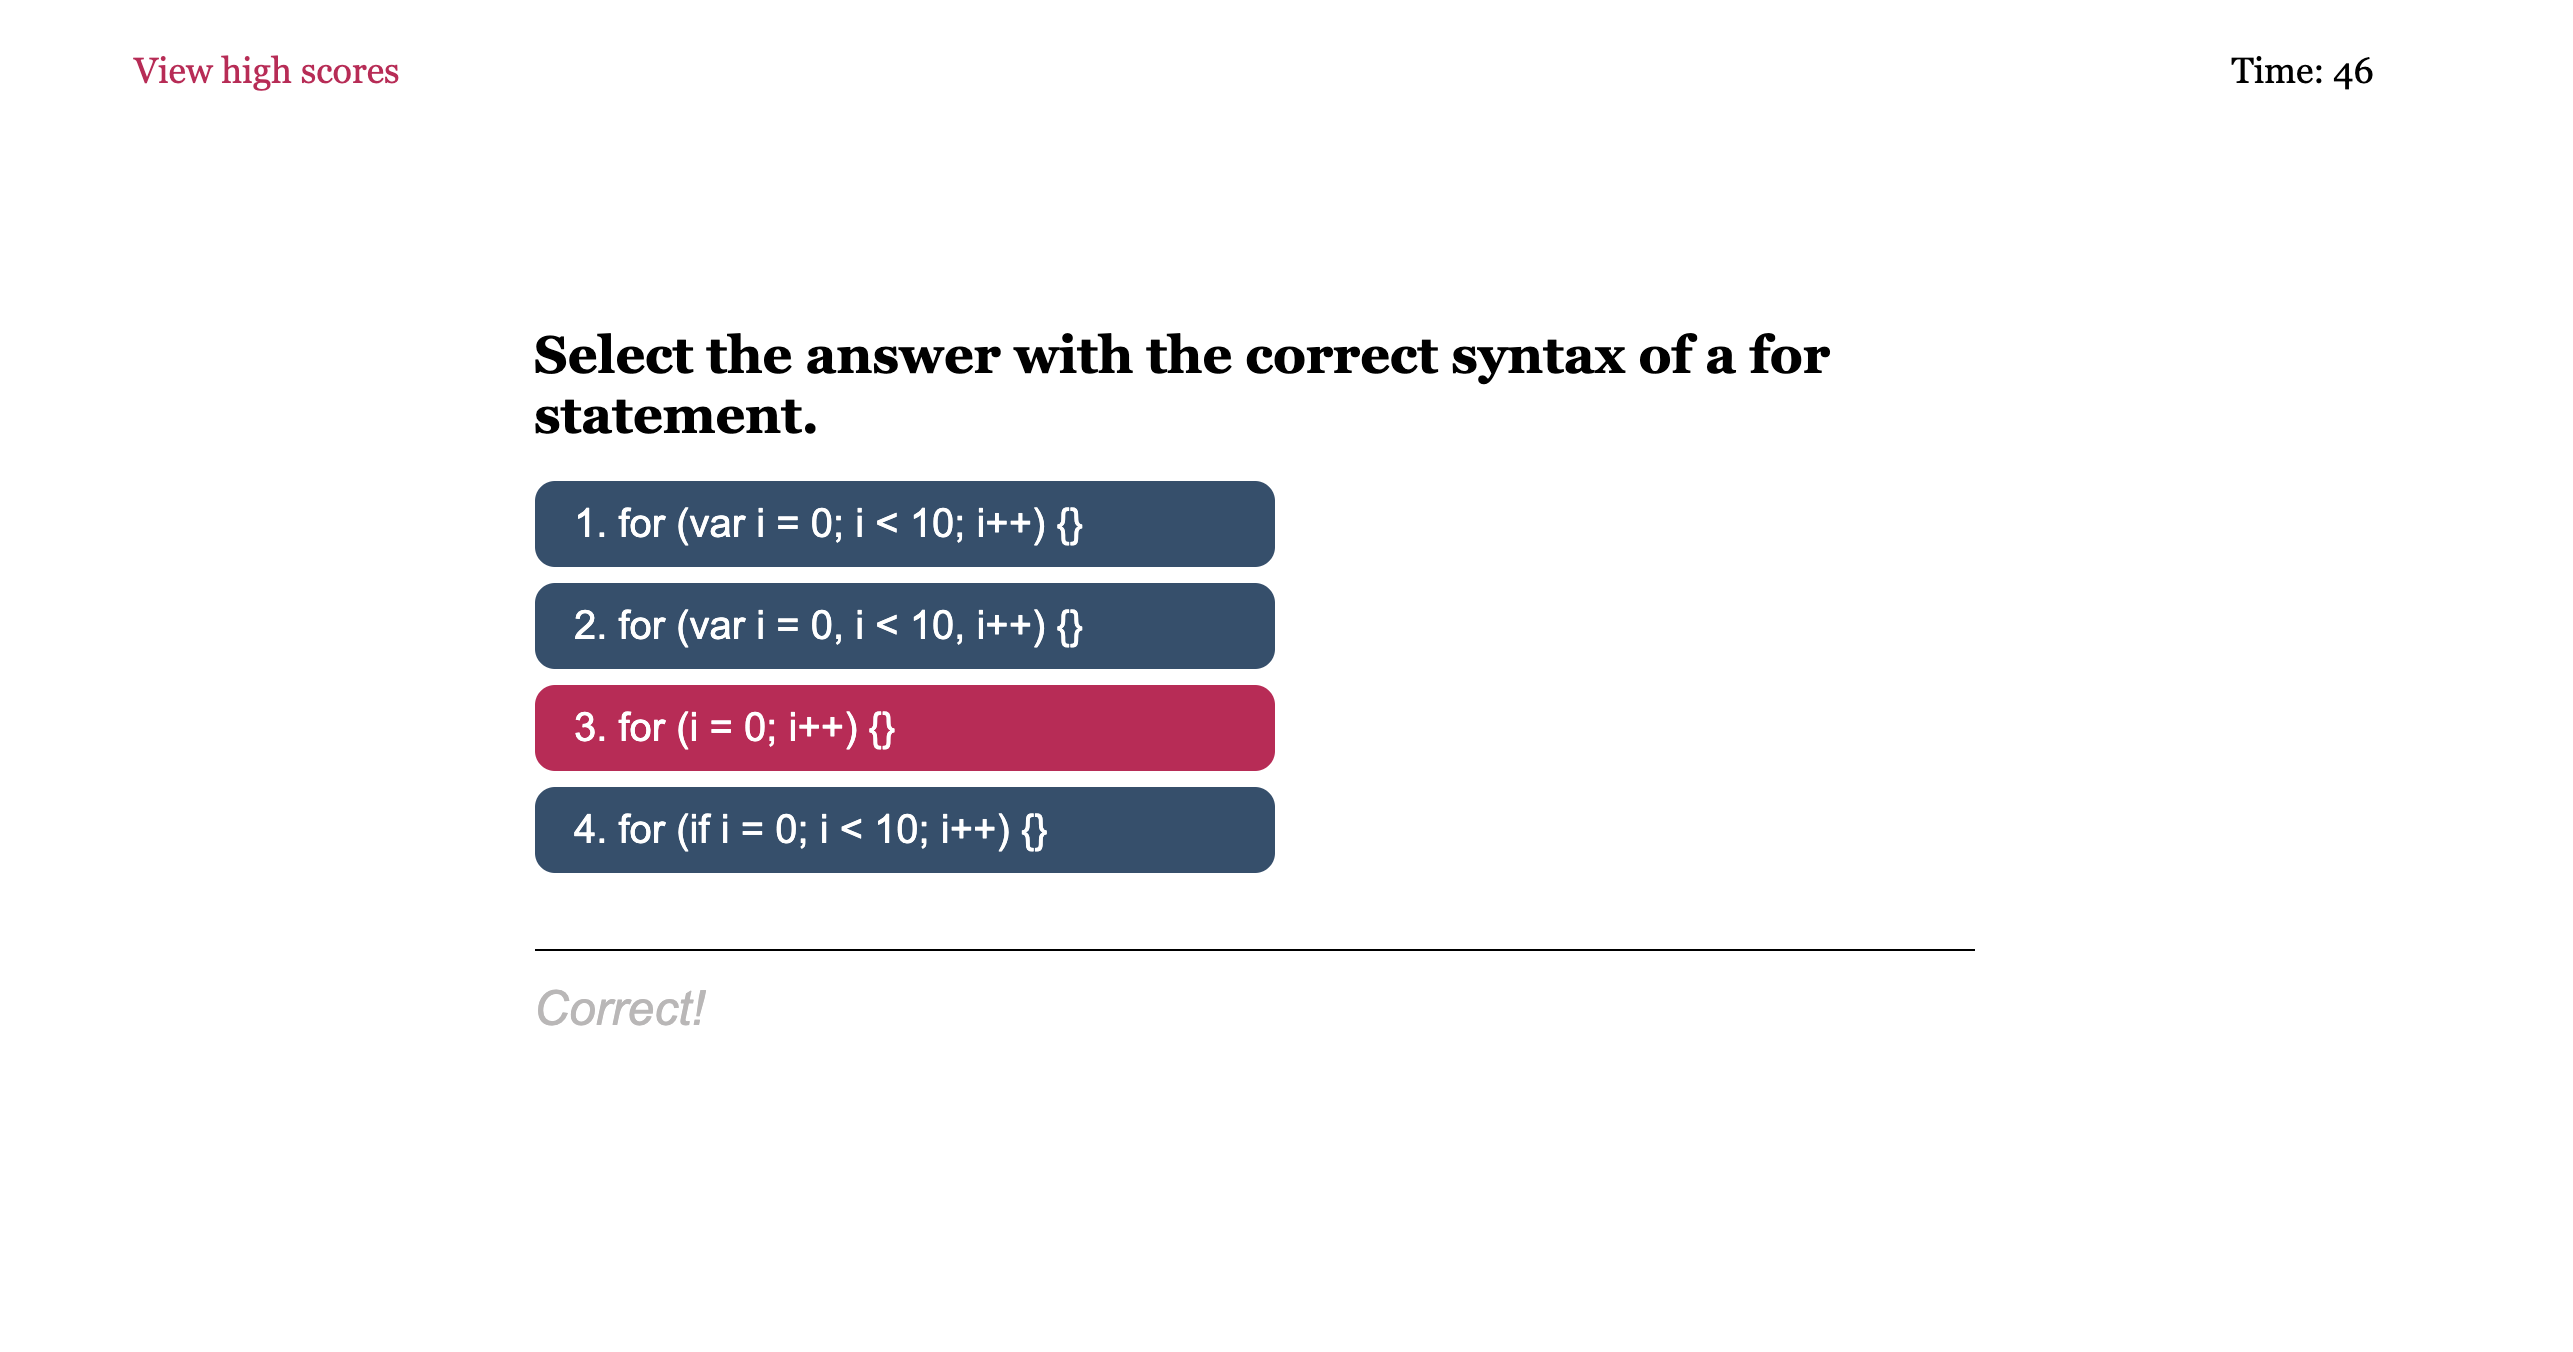 View high scores
Time: 46
Select the answer with the correct syntax of a for
statement.
1. for (var i = 0; i < 10; i++) {}
2. for (var i = 0, i < 10, i++) {}
3. for (i = 0; i++) {}
4. for (if i = 0; i < 10; i++) {}
Correct!